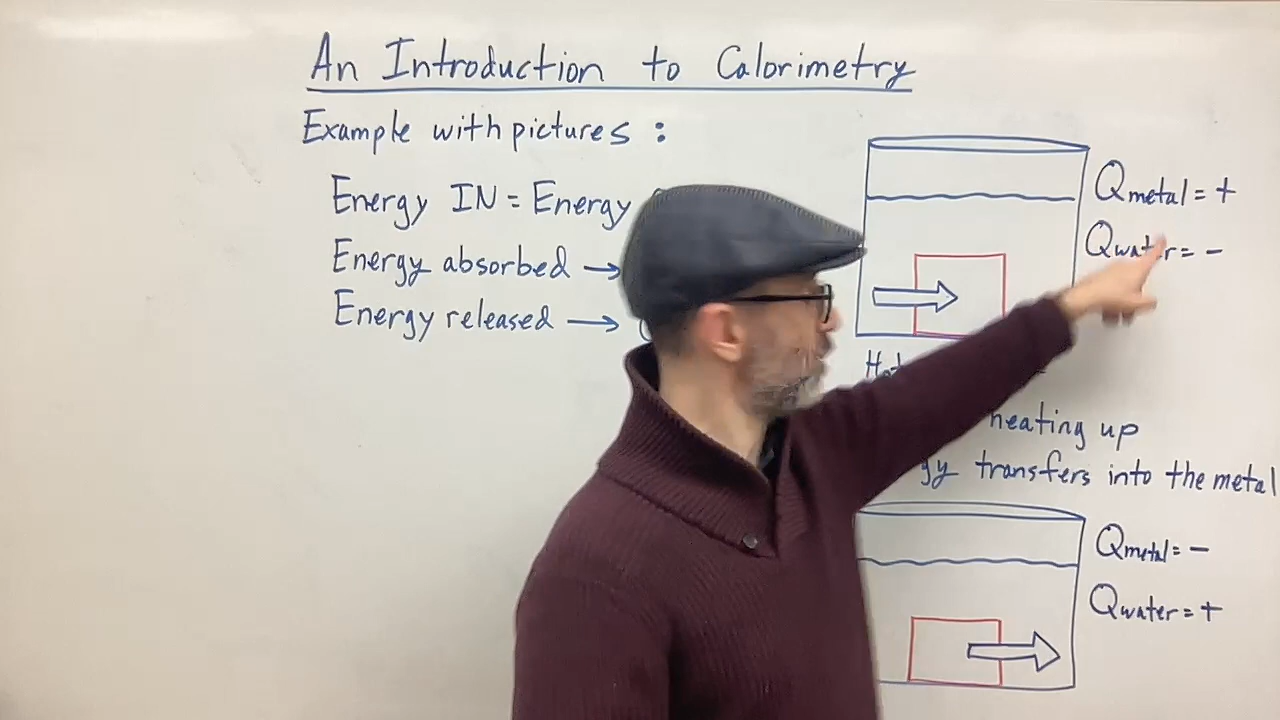 An Introduction to Calorimetry
Example with pictures :
Energy IN = Energy
Energy absorbed →
Energy released →
Qmetal = +
Qwater = -
heating up
transfers into the metal
Qmetal = -
Qwater = +